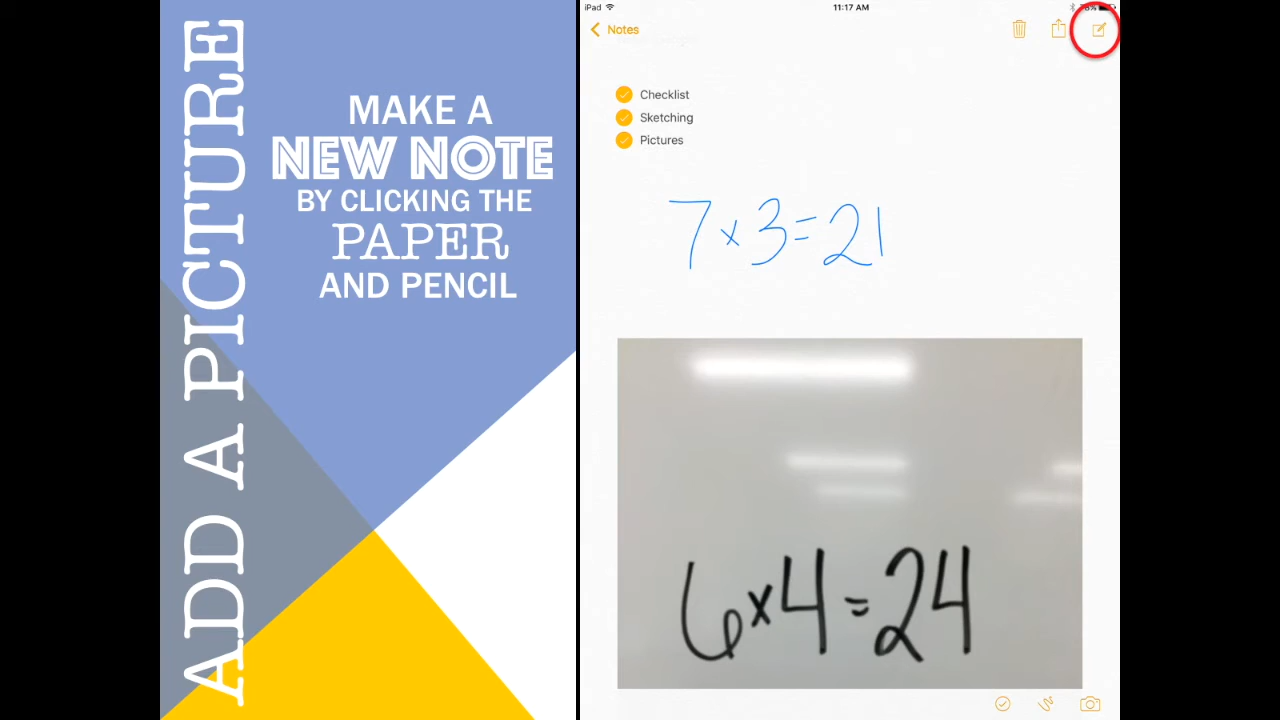 ADD A PICTURE
MAKE A
NEW NOTE
BY CLICKING THE
PAPER
AND PENCIL
iPad 11:17 AM
Notes
Checklist
Sketching
Pictures
7x3=21
6x4=24